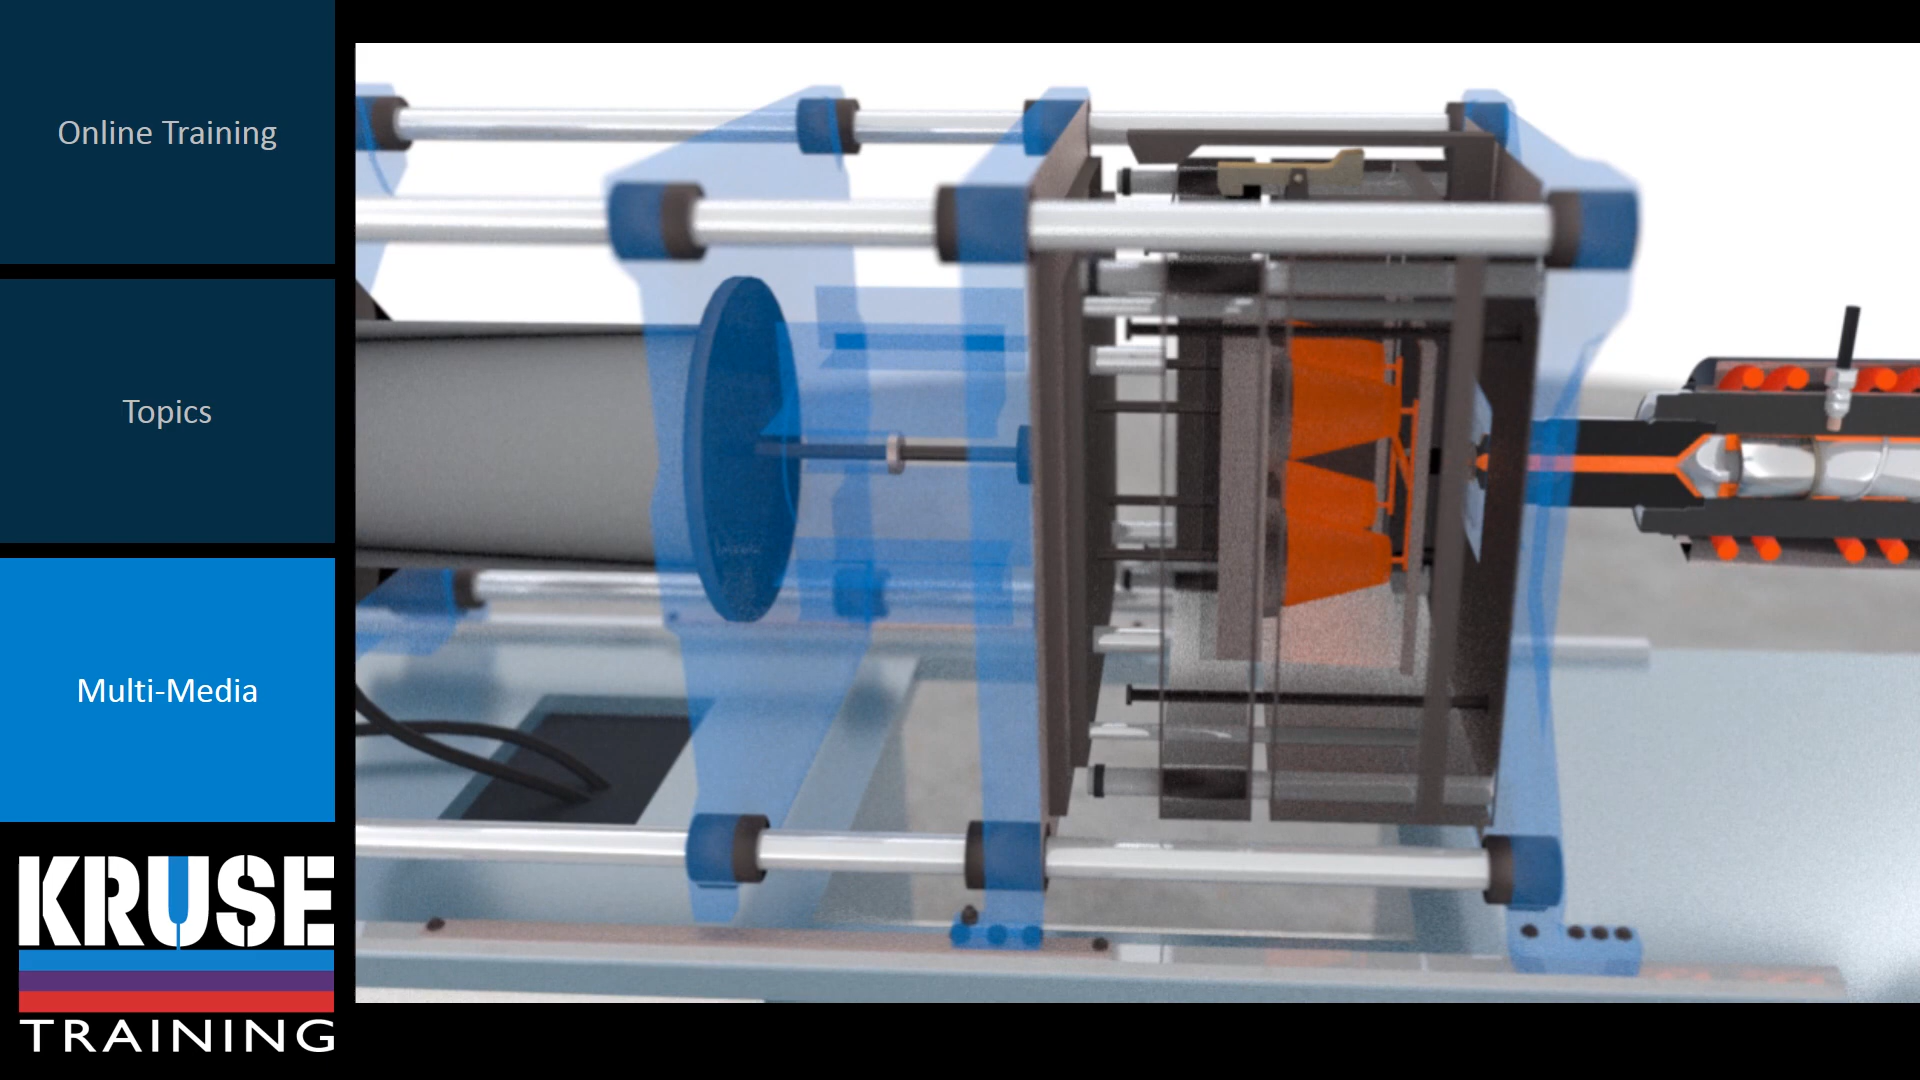 Online Training
Topics
Multi-Media
KRUSE
TRAINING